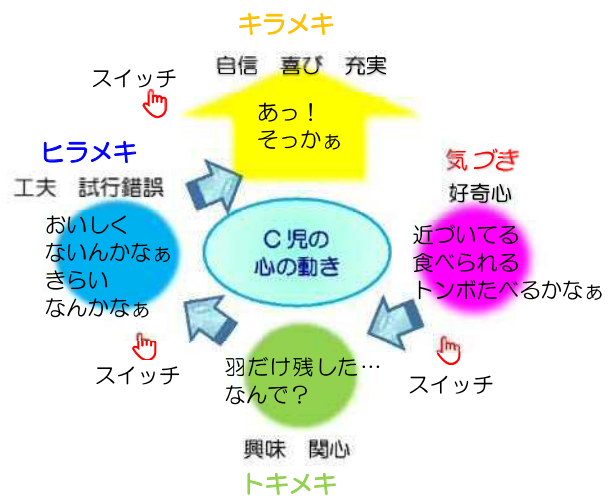 キラメキ
自信　喜び　充実
スイッチ
あっ！
そっかぁ
ヒラメキ
工夫　試行錯誤
気づき
好奇心
おいしく
ないんかなぁ
きらい
なんかなぁ
C児の
心の動き
近づいてる
食べられる
トンボたべるかなぁ
スイッチ
羽だけ残した…
なんで？
スイッチ
興味　関心
トキメキ